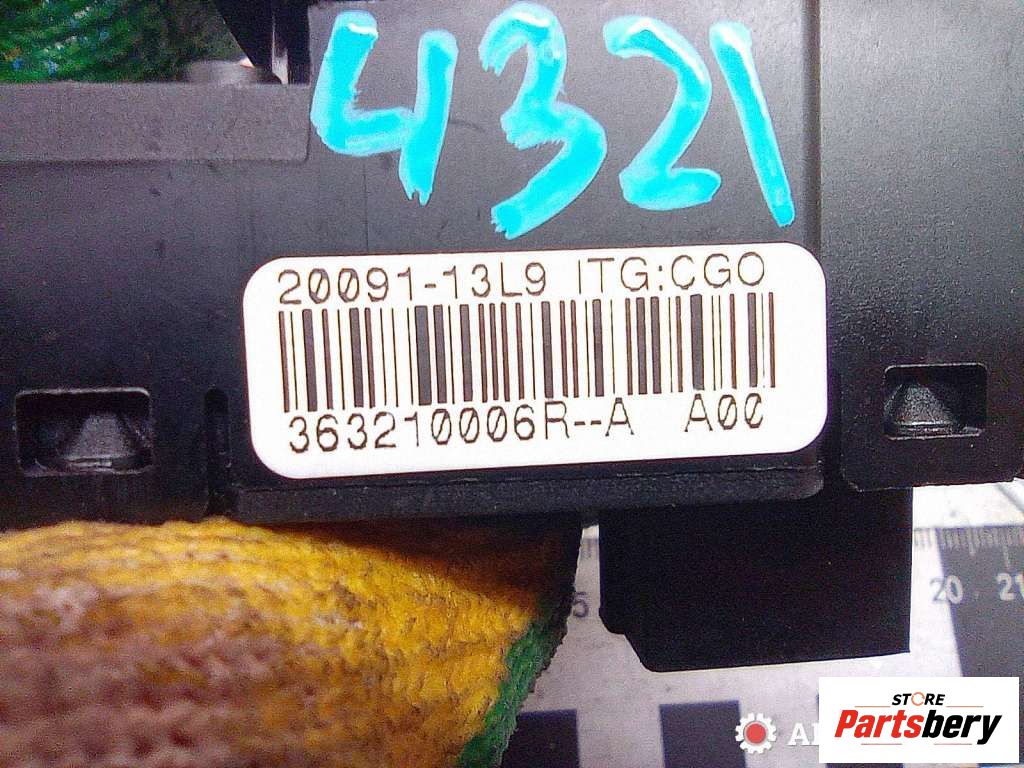 4321
20091-13L9 ITG:CGO
363210006R--A A00
20 21
STORE
Partsbery